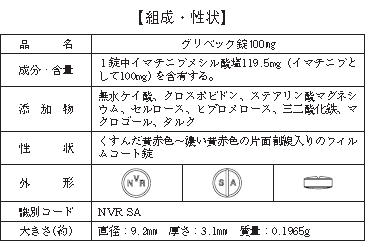 【組成・性状】
品　名　グリベック錠100mg
成分・含量　1錠中イマチニブメシル酸塩119.5mg（イマチニブと
して100mg）を含有する。
添加物　無水ケイ酸、クロスポビドン、ステアリン酸マグネシ
ウム、セルロース、ヒプロメロース、三二酸化鉄、マ
クロゴール、タルク
性　状　くすんだ黄赤色～濃い黄赤色の片面割線入りのフィル
ムコート錠
外　形　NVR　SA
識別コード　NVR SA
大きさ(約)　直径：9.2mm　厚さ：3.1mm　質量：0.1965g